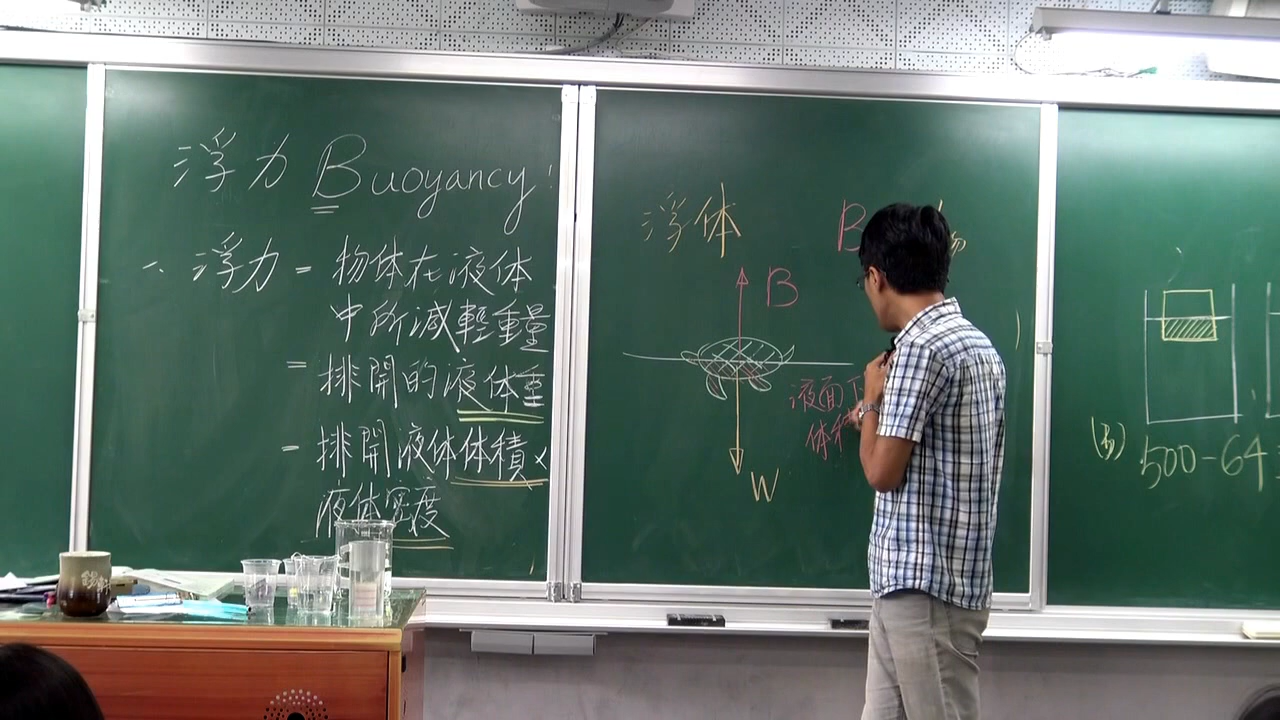 浮力 Buoyancy!
一、浮力 = 物体在液体
中所減輕重量
= 排開的液体重
= 排開液体体積×
液体密度
浮体
B
B
液面下
体積
W
(3)
500-64